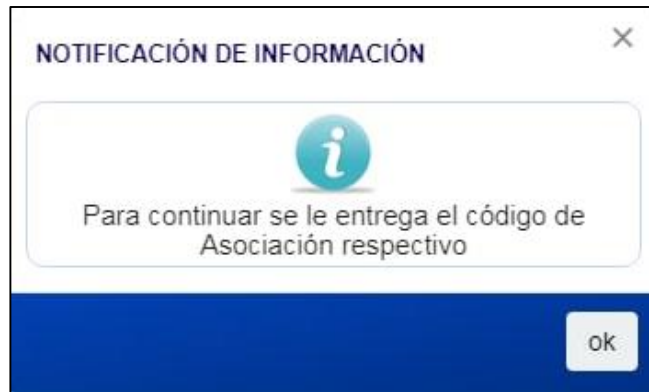 NOTIFICACIÓN DE INFORMACIÓN
Para continuar se le entrega el código de
Asociación respectivo
ok